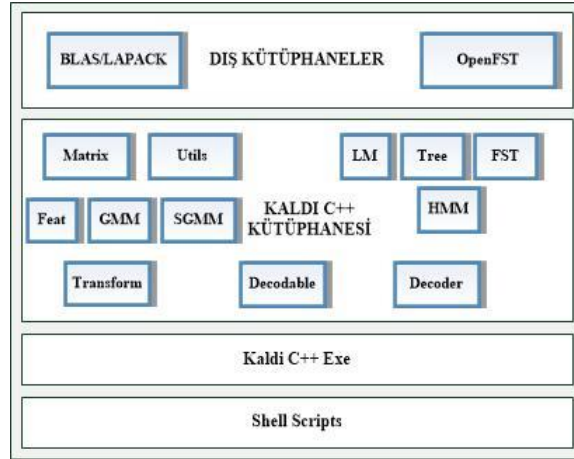 BLAS/LAPACK
DIŞ KÜTÜPHANELER
OpenFST
Matrix
Utils
LM
Tree
FST
Feat
GMM
SGMM
KALDI C++
KÜTÜPHANESİ
HMM
Transform
Decodable
Decoder
Kaldi C++ Exe
Shell Scripts